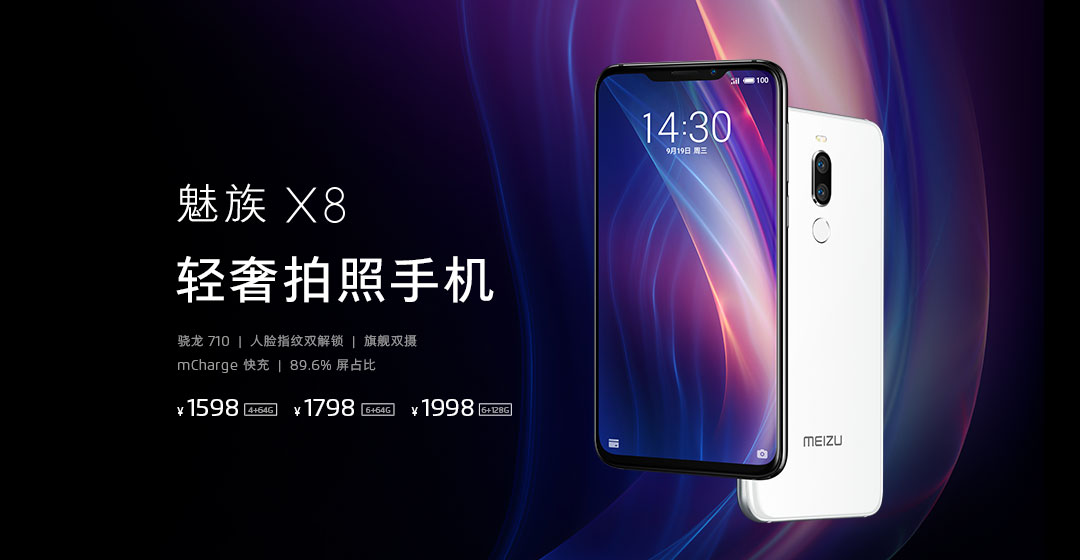 魅族 X8
轻奢拍照手机
骁龙 710 | 人脸指纹双解锁 | 旗舰双摄
mCharge 快充 | 89.6% 屏占比
¥1598 4+64G ¥1798 6+64G ¥1998 6+128G
100
14:30
9月19日 周三
MEIZU